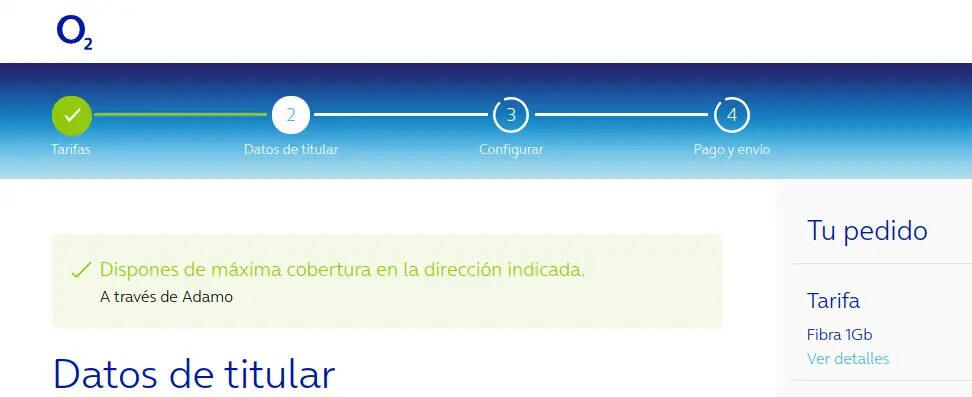 O2
2
3
4
Tarifas
Datos de titular
Configurar
Pago y envío
Dispones de máxima cobertura en la dirección indicada.
A través de Adamo
Datos de titular
Tu pedido
Tarifa
Fibra 1Gb
Ver detalles